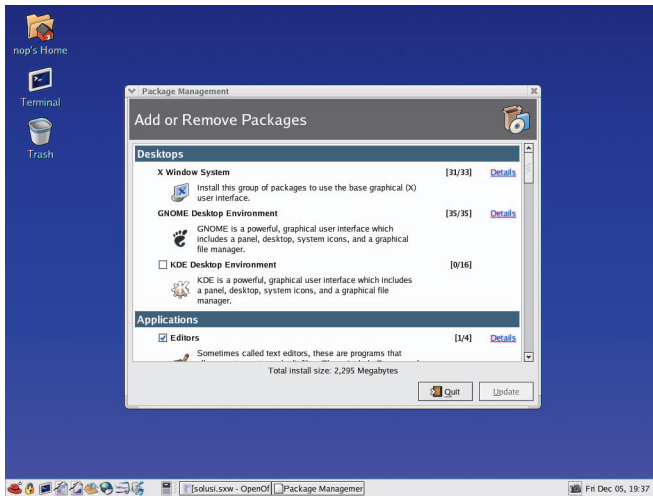 nop's Home
Terminal
Trash
Package Management
Add or Remove Packages
Desktops
X Window System [31/33] Details
Install this group of packages to use the base graphical (X)
user interface.
GNOME Desktop Environment [35/35] Details
GNOME is a powerful, graphical user interface which
includes a panel, desktop, system icons, and a graphical
file manager.
KDE Desktop Environment [0/16]
KDE is a powerful, graphical user interface which includes
a panel, desktop, system icons, and a graphical file
manager.
Applications
Editors [1/4] Details
Sometimes called text editors, these are programs that
Total install size: 2,295 Megabytes
Quit Update
[solusi.sxw - OpenOf Package Managemer Fri Dec 05, 19:37